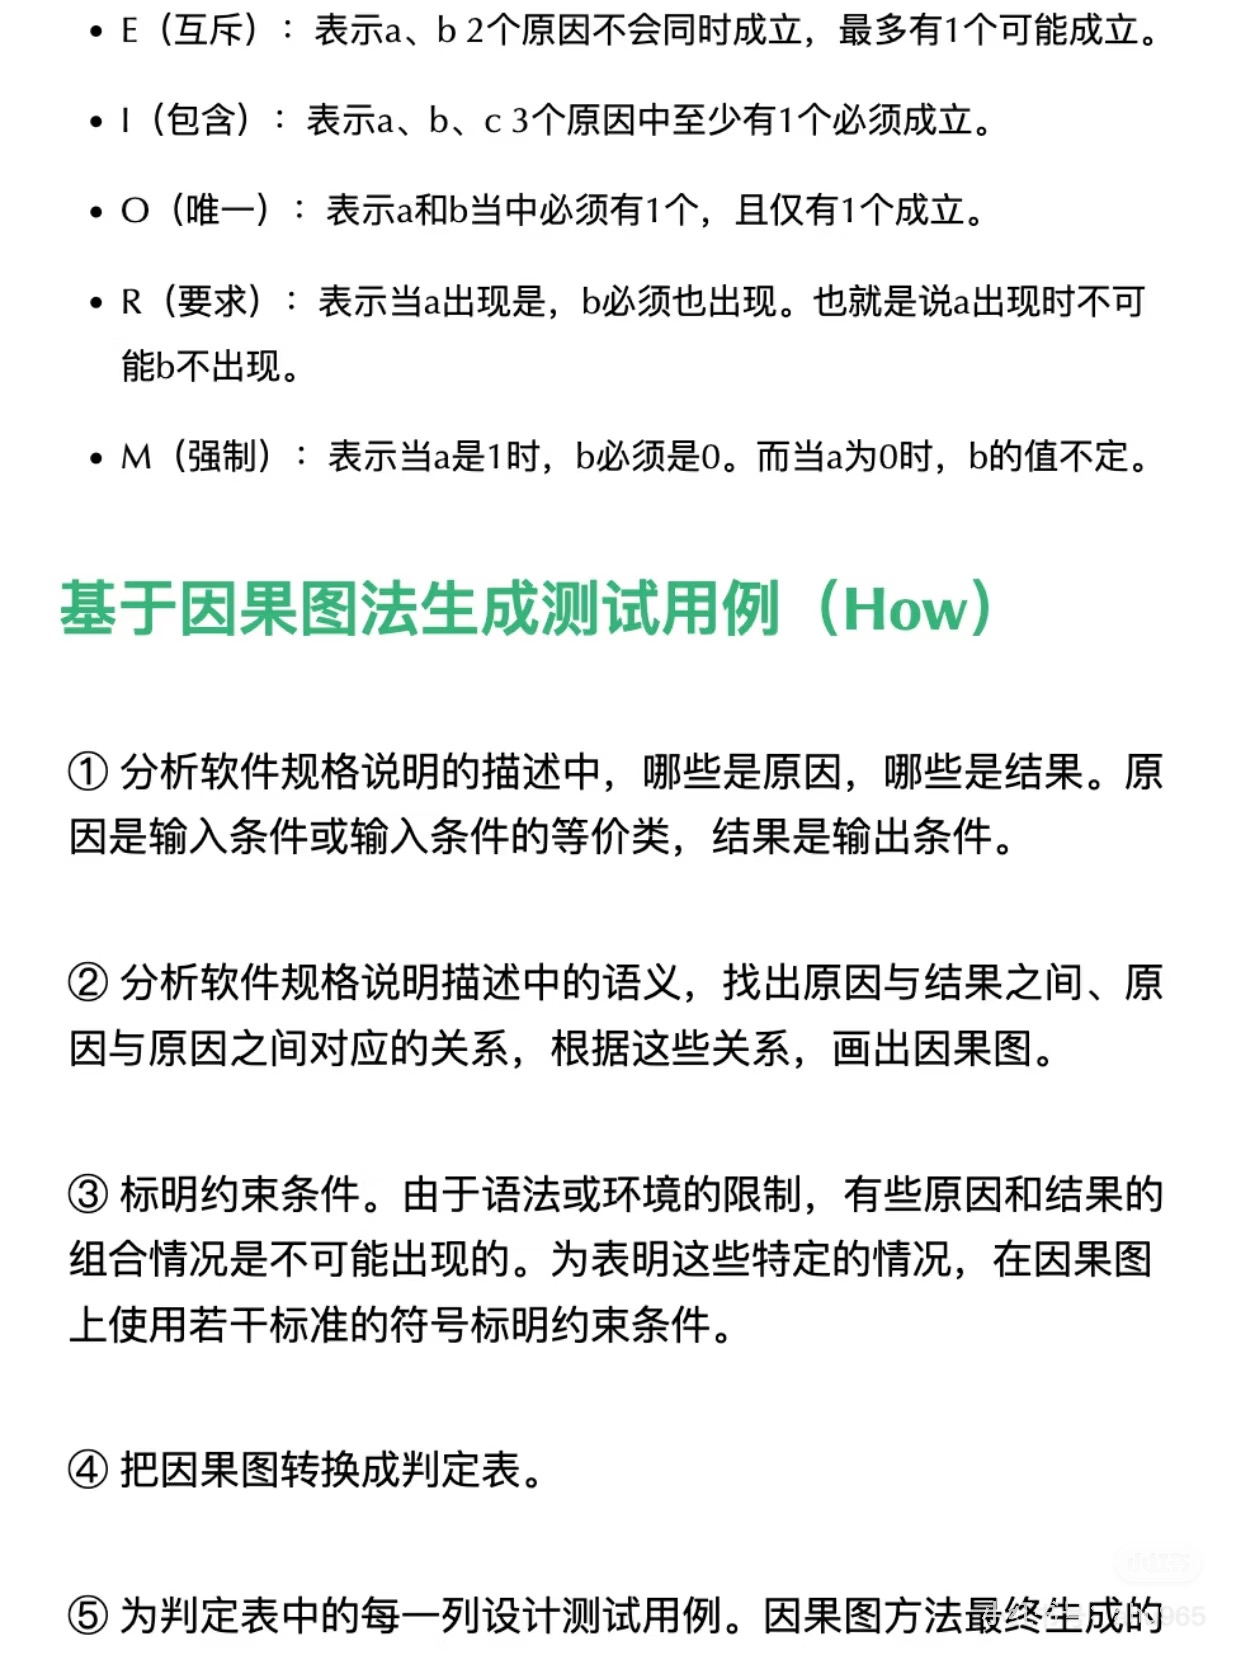 E（互斥）：表示a、b 2个原因不会同时成立，最多有1个可能成立。
I（包含）：表示a、b、c 3个原因中至少有1个必须成立。
O（唯一）：表示a和b当中必须有1个，且仅有1个成立。
R（要求）：表示当a出现是，b必须也出现。也就是说a出现时不可
能b不出现。
M（强制）：表示当a是1时，b必须是0。而当a为0时，b的值不定。
基于因果图法生成测试用例（How）
① 分析软件规格说明的描述中，哪些是原因，哪些是结果。原
因是输入条件或输入条件的等价类，结果是输出条件。
② 分析软件规格说明描述中的语义，找出原因与结果之间、原
因与原因之间对应的关系，根据这些关系，画出因果图。
③ 标明约束条件。由于语法或环境的限制，有些原因和结果的
组合情况是不可能出现的。为表明这些特定的情况，在因果图
上使用若干标准的符号标明约束条件。
④ 把因果图转换成判定表。
⑤ 为判定表中的每一列设计测试用例。因果图方法最终生成的